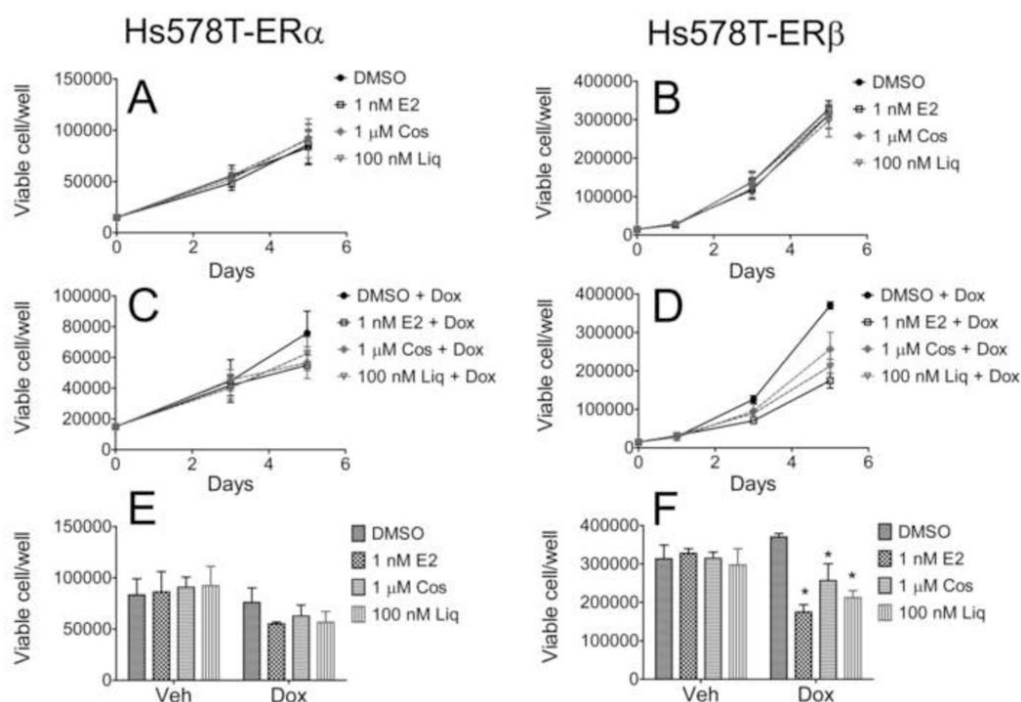 Hs578T-ERα
Hs578T-ERβ
A
Viable cell/well
150000
100000
50000
0
0
2
4
6
Days
DMSO
1 nM E2
1 μM Cos
100 nM Liq
B
Viable cell/well
400000
300000
200000
100000
0
0
2
4
6
Days
DMSO
1 nM E2
1 μM Cos
100 nM Liq
C
Viable cell/well
100000
80000
60000
40000
20000
0
0
2
4
6
Days
DMSO + Dox
1 nM E2 + Dox
1 μM Cos + Dox
100 nM Liq + Dox
D
Viable cell/well
400000
300000
200000
100000
0
0
2
4
6
Days
DMSO + Dox
1 nM E2 + Dox
1 μM Cos + Dox
100 nM Liq + Dox
E
Viable cell/well
150000
100000
50000
0
Veh
Dox
DMSO
1 nM E2
1 μM Cos
100 nM Liq
F
Viable cell/well
400000
300000
200000
100000
0
* * *
Veh
Dox
DMSO
1 nM E2
1 μM Cos
100 nM Liq